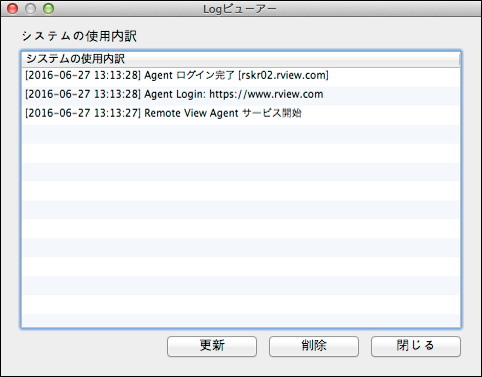 Logビューアー
システムの使用内訳
システムの使用内訳
[2016-06-27 13:13:28] Agent ログイン完了 [rskr02.rview.com]
[2016-06-27 13:13:28] Agent Login: https://www.rview.com
[2016-06-27 13:13:27] Remote View Agent サービス開始
更新 削除 閉じる